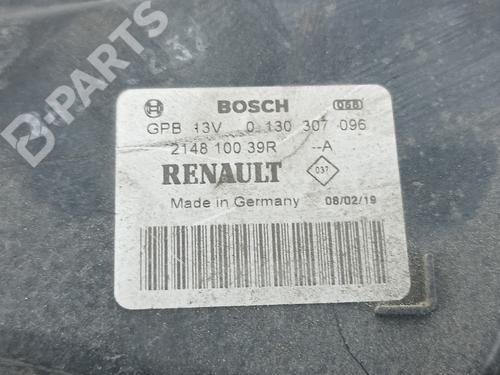 B-PARTS
BOSCH 068
GPB 13V 0 130 307 096
2148 100 39R --A
RENAULT 037
Made in Germany 08/02/19